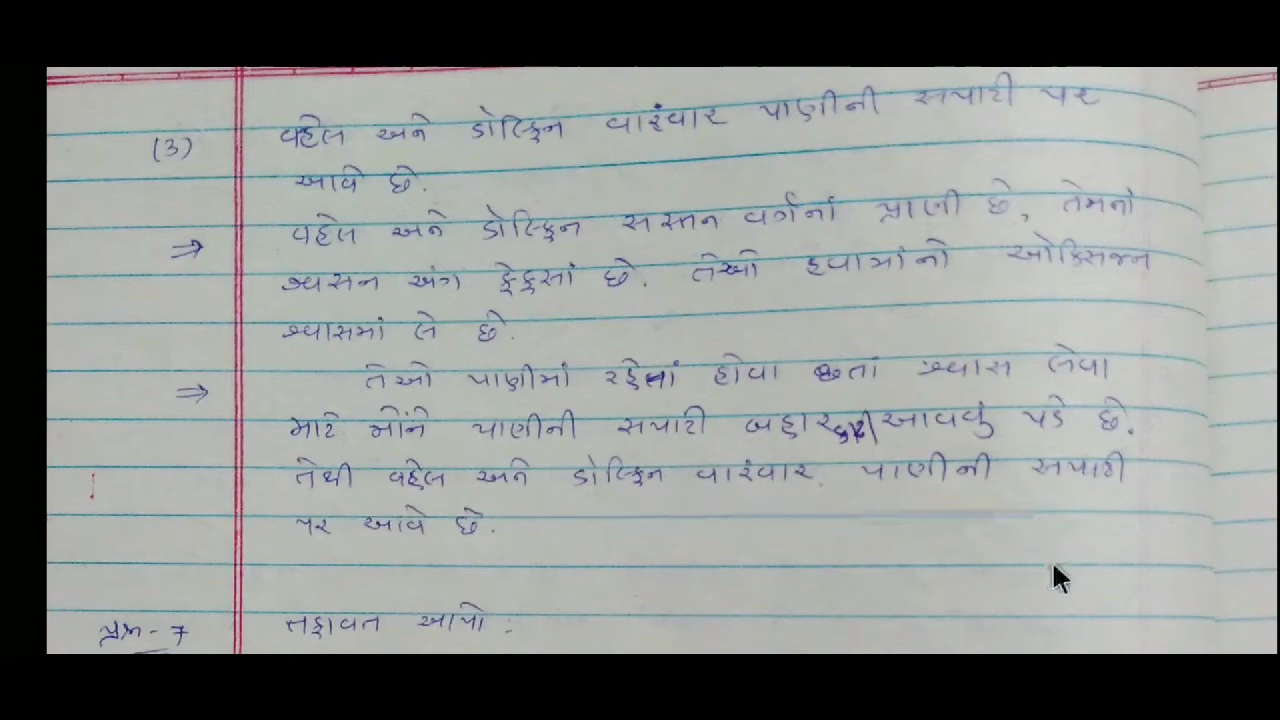 (3) વ્હેલ અને ડોલ્ફિન વારંવાર પાણીની સપાટી પર
આવે છે.
⇒ વ્હેલ અને ડોલ્ફિન સસ્તન વર્ગનાં પ્રાણી છે, તેમનો
શ્વસન અંગ ફેફસાં છે. તેઓ હવામાંનો ઓક્સિજન
શ્વાસમાં લે છે.
⇒ તેઓ પાણીમાં રહેતાં હોવા છતાં શ્વાસ લેવા
માટે મોંને પાણીની સપાટી બહાર આવવું પડે છે.
તેથી વ્હેલ અને ડોલ્ફિન વારંવાર પાણીની સપાટી
પર આવે છે.
પ્રશ્ન - 7 તફાવત આપો :